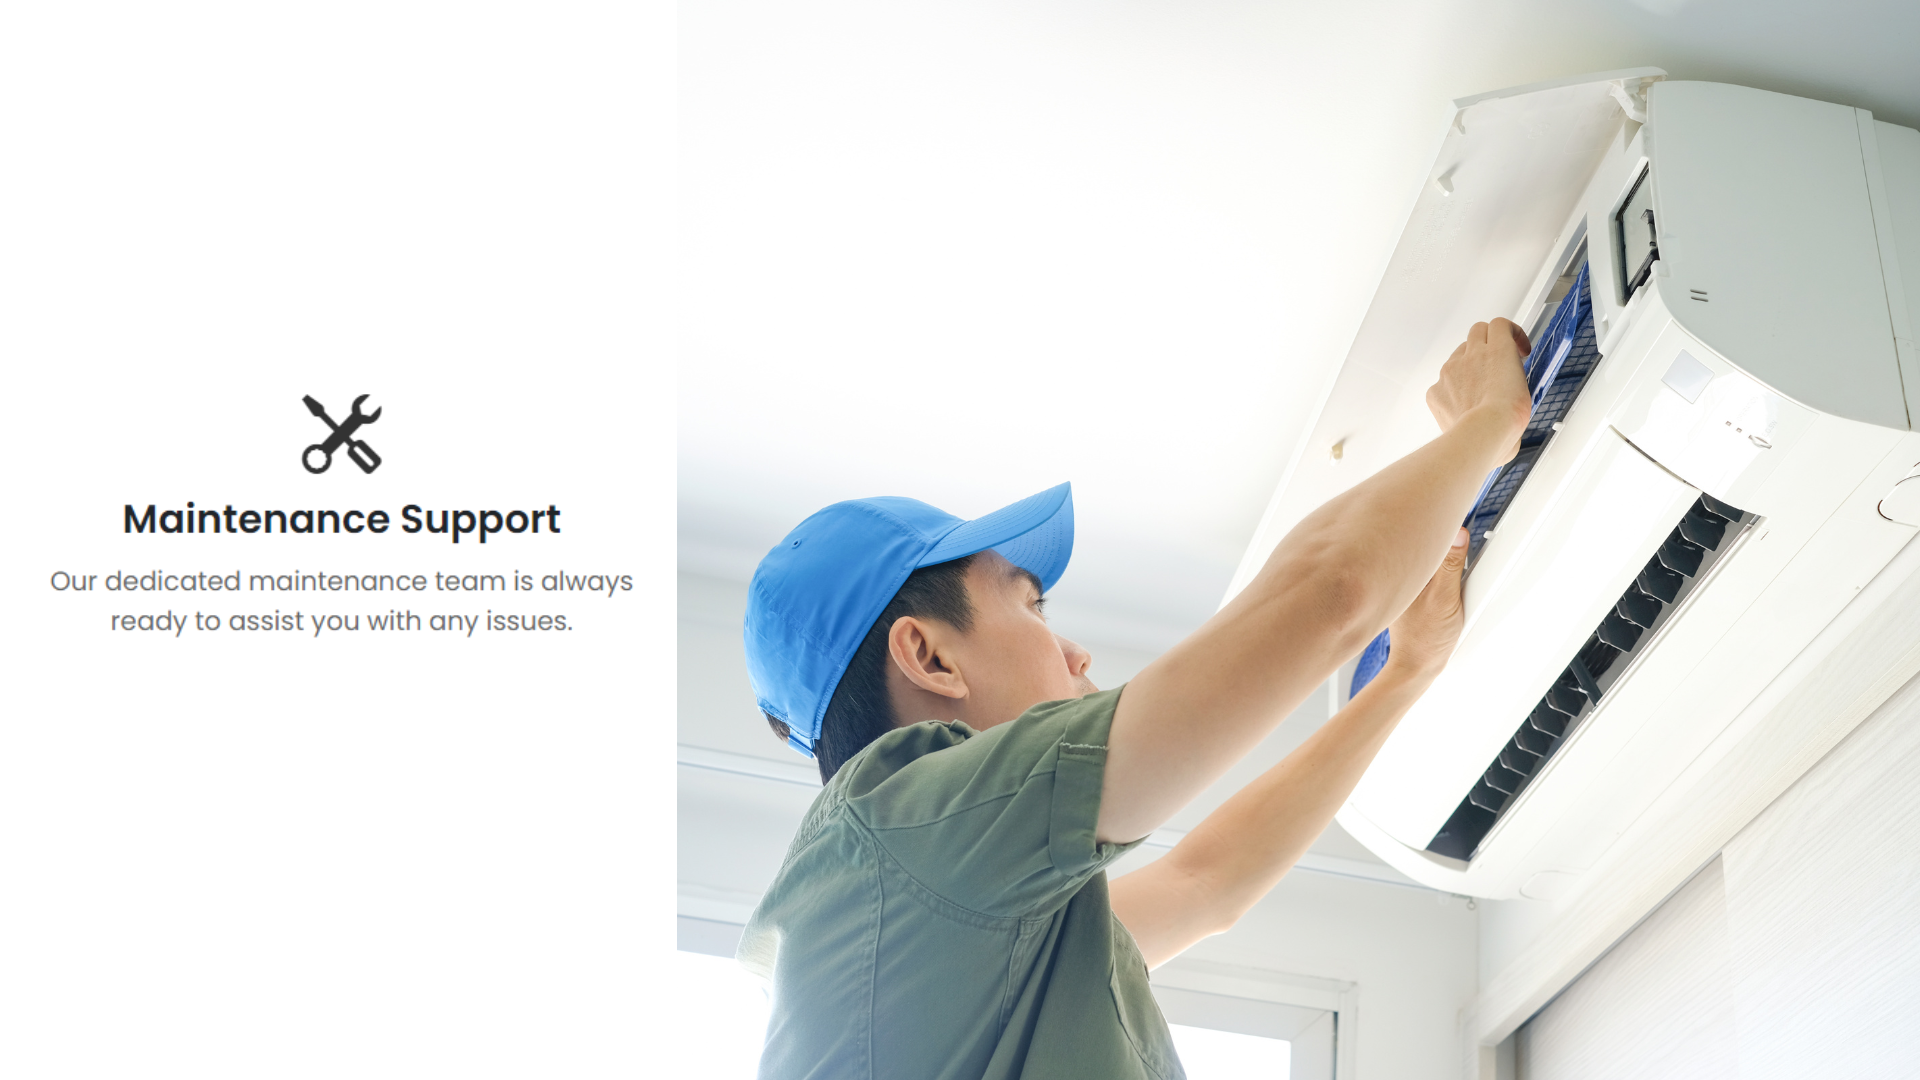 Maintenance Support
Our dedicated maintenance team is always
ready to assist you with any issues.